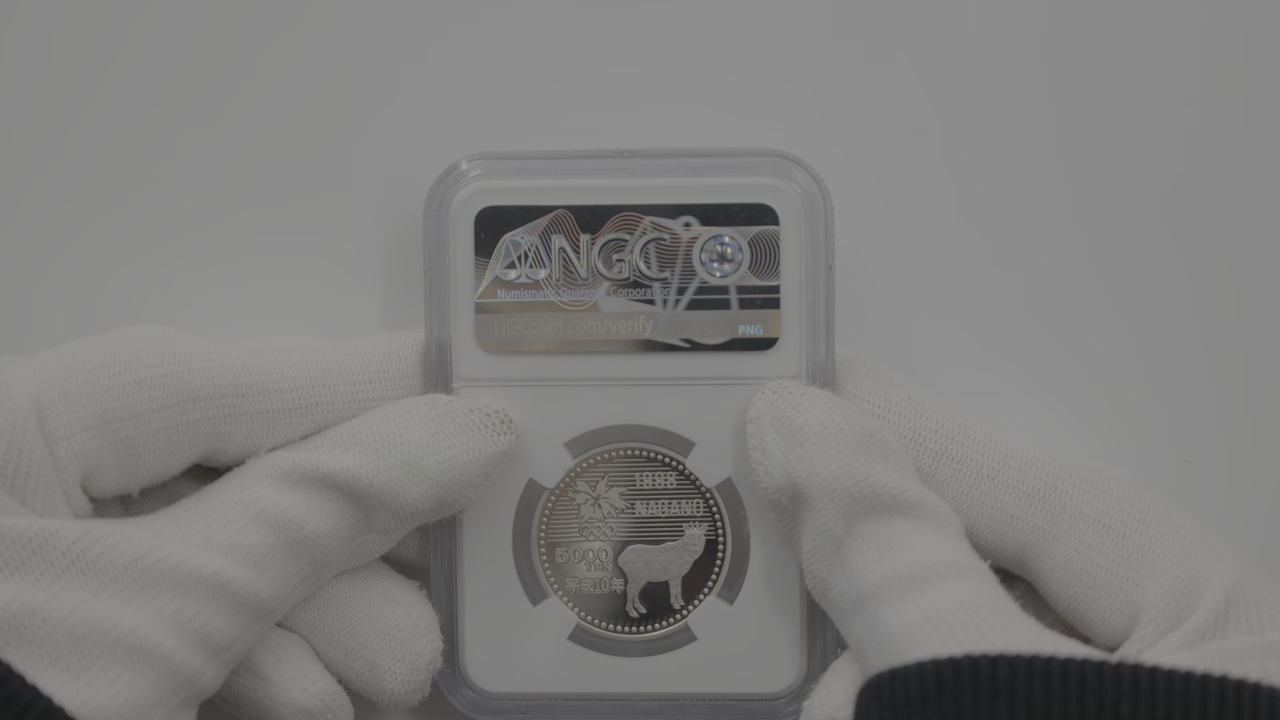 NGC
Numismatic Guaranty Corporation
NGCcoin.com/verify
PNG
1998
NAGANO
5000
YEN
平成10年